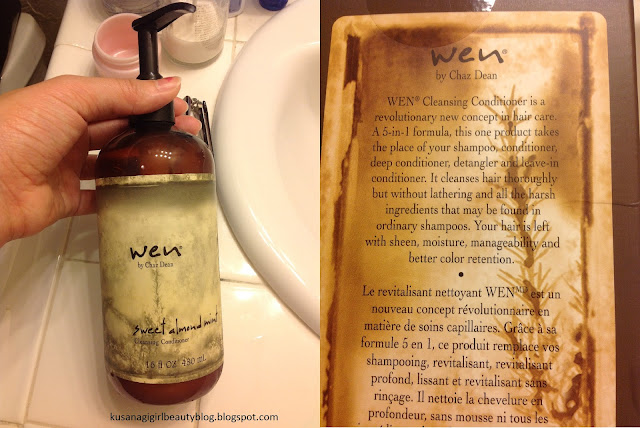 wen®
by Chaz Dean
sweet almond mint
Cleansing Conditioner
16 fl OZ 480 mL
kusanagigirlbeautyblog.blogspot.com
wen®
by Chaz Dean
WEN® Cleansing Conditioner is a
revolutionary new concept in hair care.
A 5-in-1 formula, this one product takes
the place of your shampoo, conditioner,
deep conditioner, detangler and leave-in
conditioner. It cleanses hair thoroughly
but without lathering and all the harsh
ingredients that may be found in
ordinary shampoos. Your hair is left
with sheen, moisture, manageability and
better color retention.
•
Le revitalisant nettoyant WEN est un
nouveau concept révolutionnaire en
matière de soins capillaires. Grâce à sa
formule 5 en 1, ce produit remplace vos
shampooing, revitalisant, revitalisant
profond, lissant et revitalisant sans
rinçage. Il nettoie la chevelure en
profondeur, sans mousse ni tous les